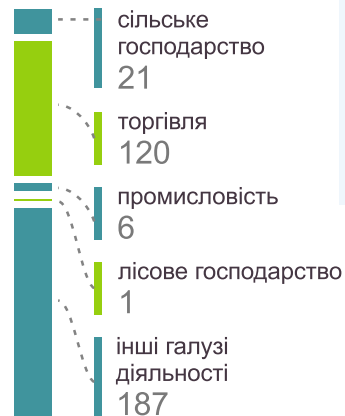 сільське
господарство
21
торгівля
120
промисловість
6
лісове господарство
1
інші галузі
діяльності
187